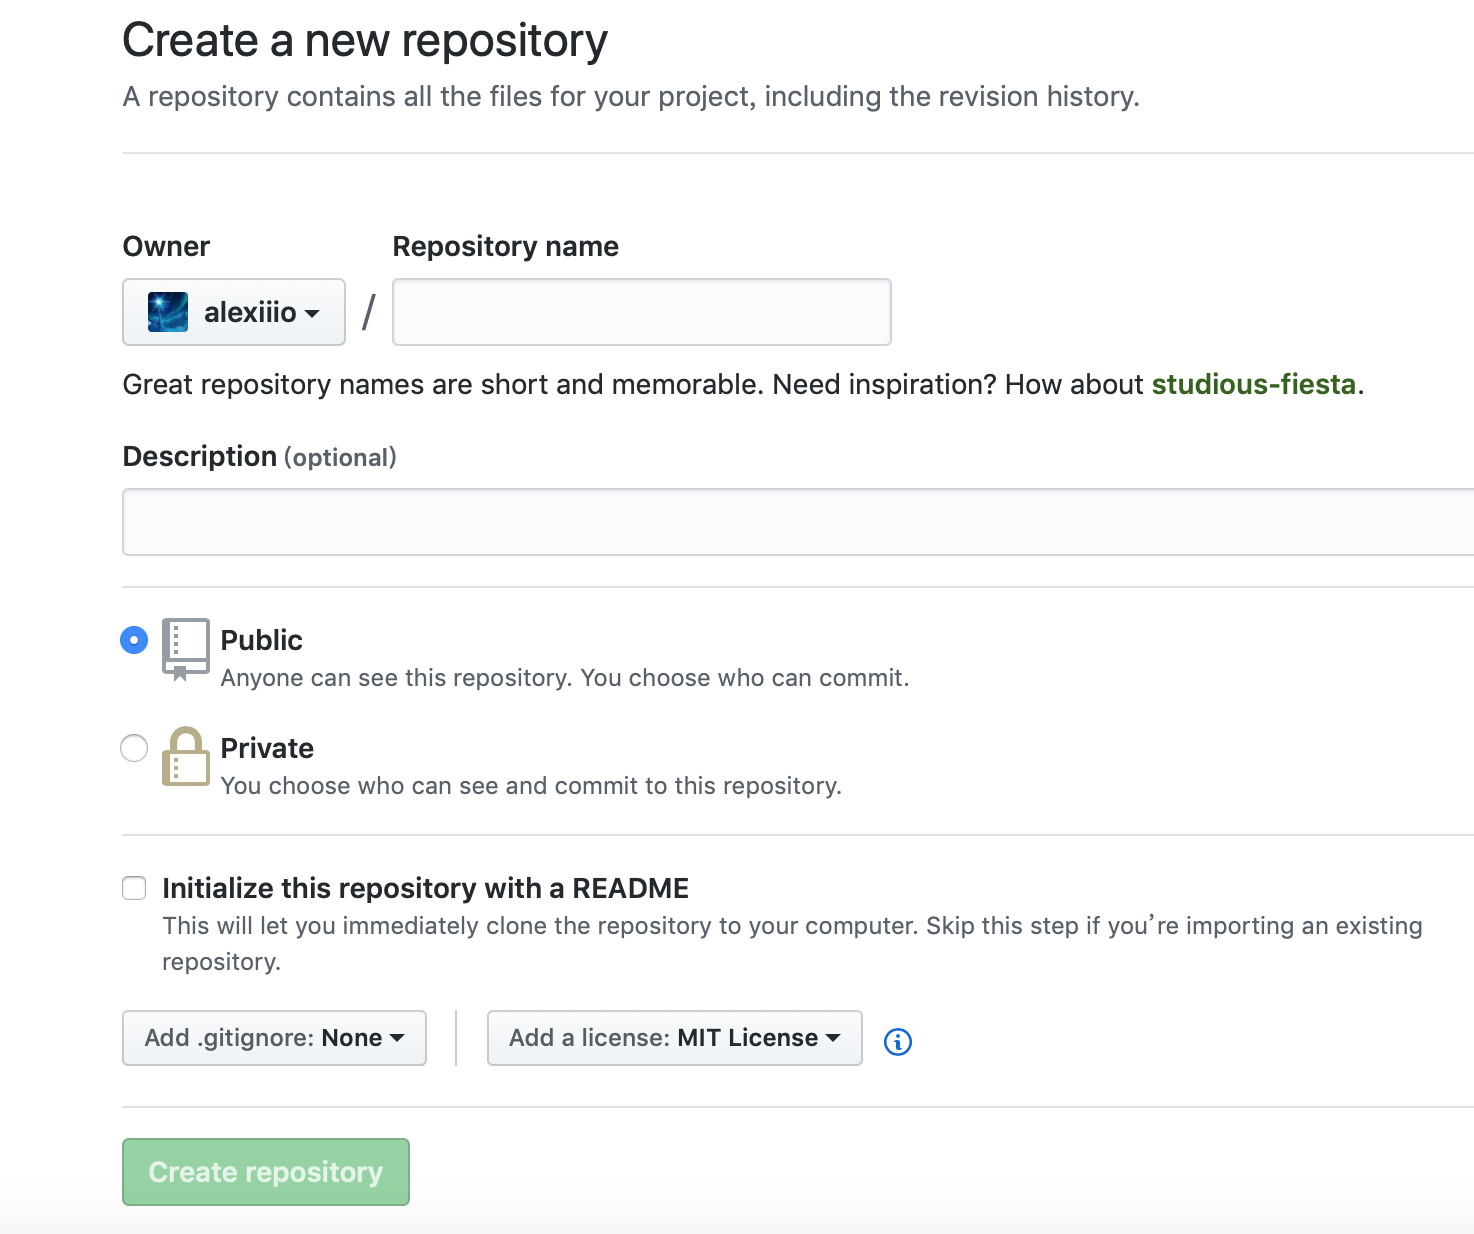 Create a new repository
A repository contains all the files for your project, including the revision history.
Owner Repository name
alexiiio /
Great repository names are short and memorable. Need inspiration? How about studious-fiesta.
Description (optional)
Public
Anyone can see this repository. You choose who can commit.
Private
You choose who can see and commit to this repository.
Initialize this repository with a README
This will let you immediately clone the repository to your computer. Skip this step if you’re importing an existing
repository.
Add .gitignore: None Add a license: MIT License
Create repository